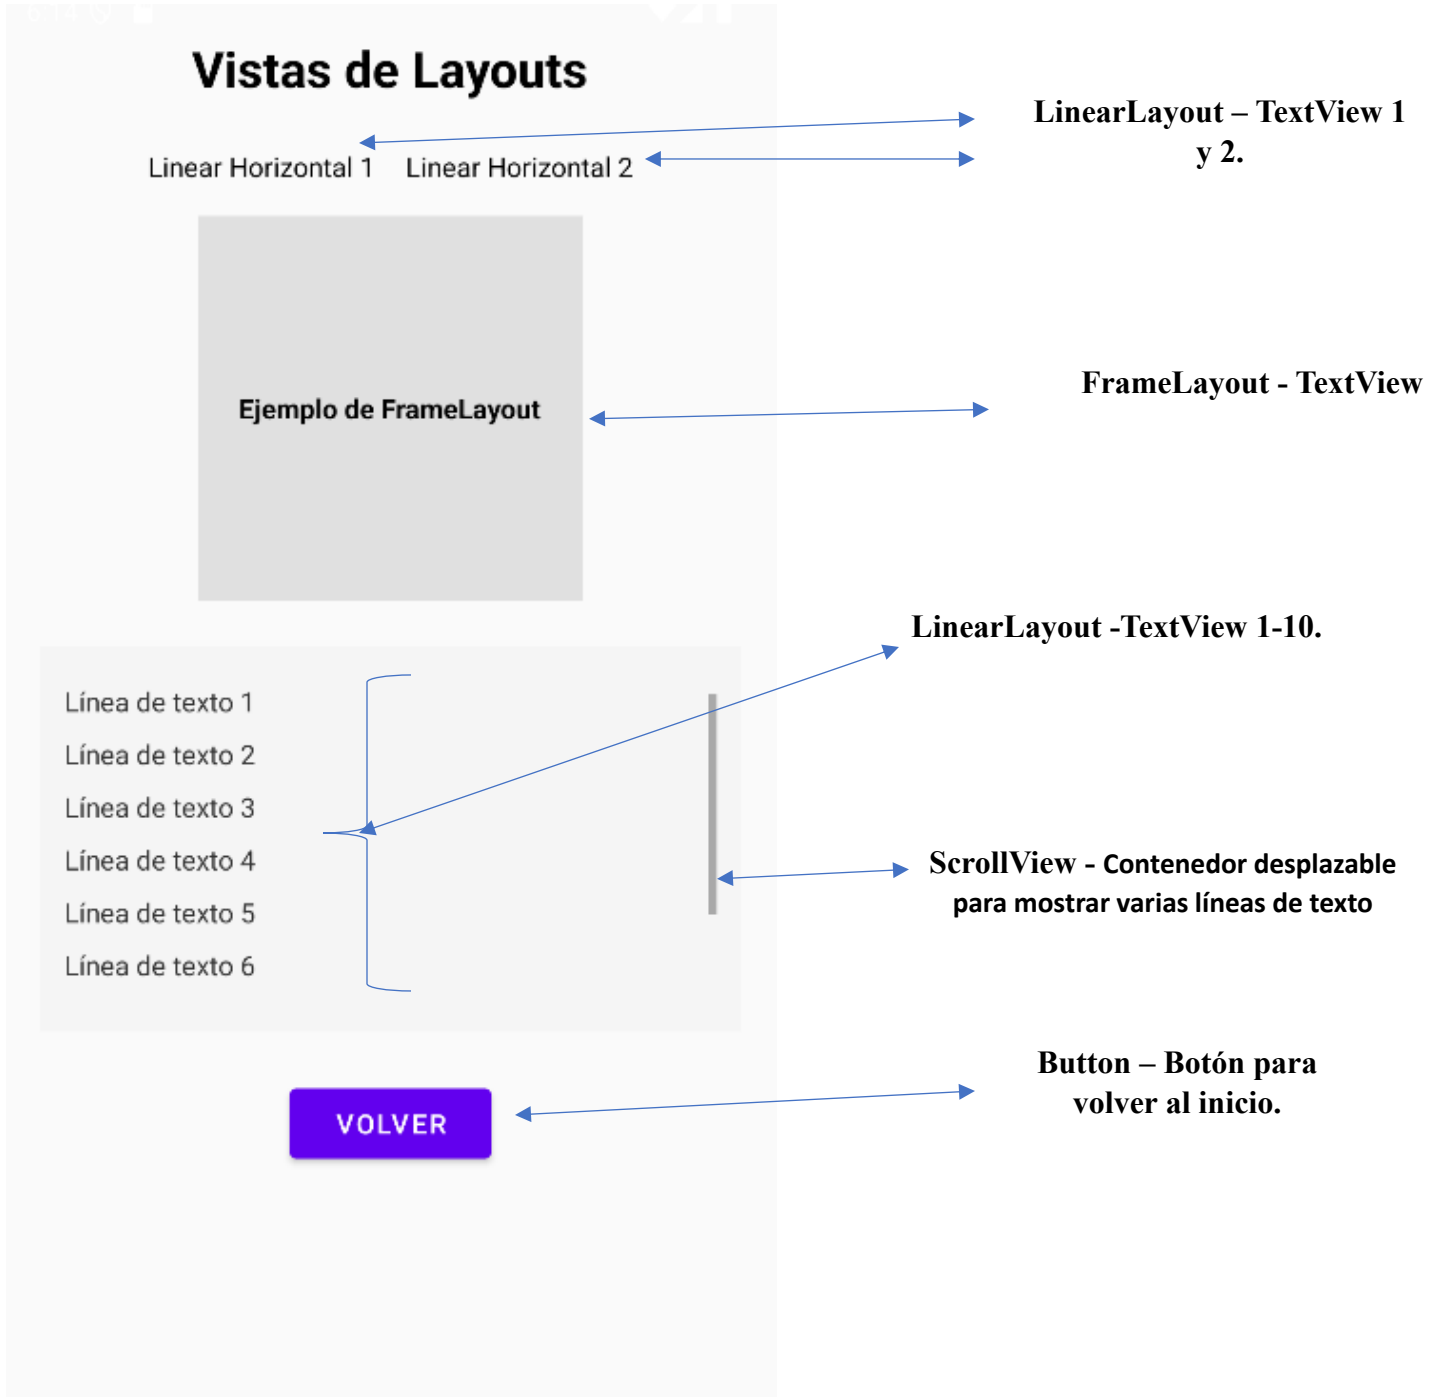 6:14
Vistas de Layouts
LinearLayout – TextView 1
y 2.
Linear Horizontal 1 Linear Horizontal 2
FrameLayout - TextView
Ejemplo de FrameLayout
LinearLayout -TextView 1-10.
Línea de texto 1
Línea de texto 2
Línea de texto 3
Línea de texto 4
Línea de texto 5
Línea de texto 6
ScrollView - Contenedor desplazable
para mostrar varias líneas de texto
Button – Botón para
volver al inicio.
VOLVER